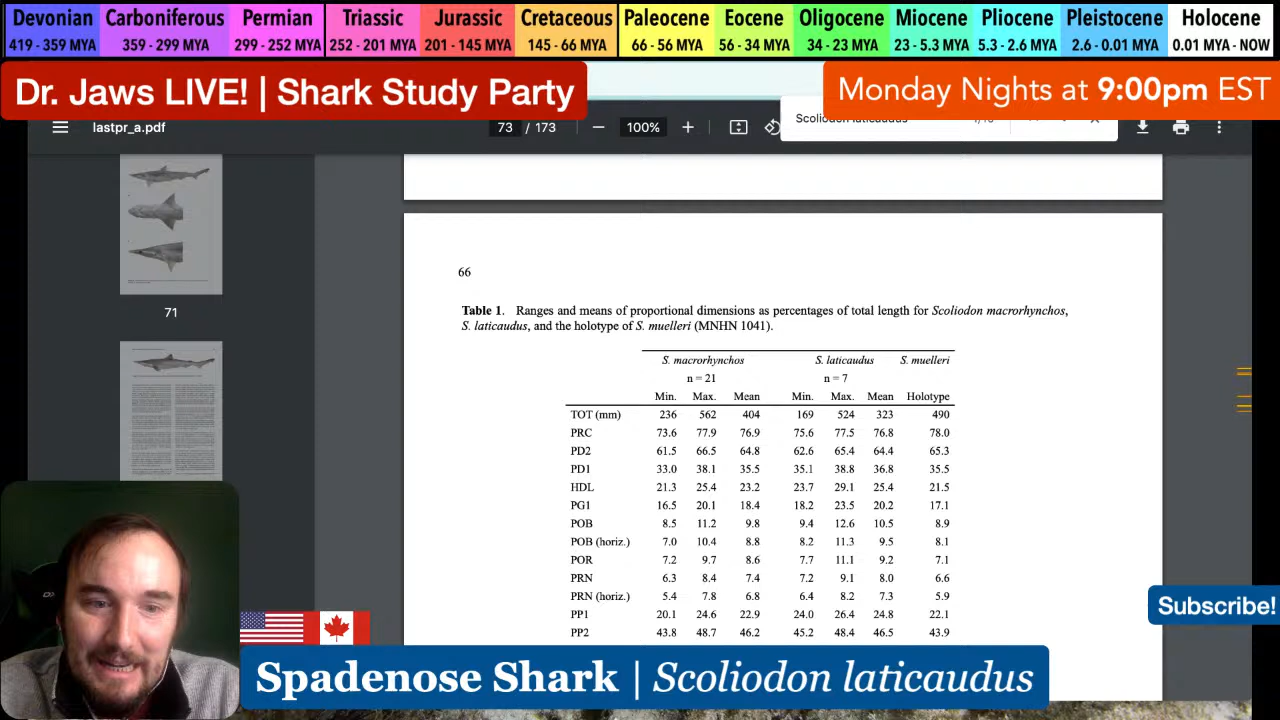 Devonian Carboniferous Permian Triassic Jurassic Cretaceous Paleocene Eocene Oligocene Miocene Pliocene Pleistocene Holocene
419 - 359 MYA 359 - 299 MYA 299 - 252 MYA 252 - 201 MYA 201 - 145 MYA 145 - 66 MYA 66 - 56 MYA 56 - 34 MYA 34 - 23 MYA 23 - 5.3 MYA 5.3 - 2.6 MYA 2.6 - 0.01 MYA 0.01 MYA - NOW
Dr. Jaws LIVE! | Shark Study Party
Monday Nights at 9:00pm EST
lastpr_a.pdf 73 / 173 100% Scoliodon laticaudus
66
71
Table 1. Ranges and means of proportional dimensions as percentages of total length for Scoliodon macrorhynchos,
S. laticaudus, and the holotype of S. muelleri (MNHN 1041).
S. macrorhynchos S. laticaudus S. muelleri
n = 21 n = 7
Min. Max. Mean Min. Max. Mean Holotype
TOT (mm) 236 562 404 169 524 323 490
PRC 73.6 77.9 76.9 75.6 77.5 76.8 78.0
PD2 61.5 66.5 64.8 62.6 65.4 64.4 65.3
PD1 33.0 38.1 35.5 35.1 38.8 36.8 35.5
HDL 21.3 25.4 23.2 23.7 29.1 25.4 21.5
PG1 16.5 20.1 18.4 18.2 23.5 20.2 17.1
POB 8.5 11.2 9.8 9.4 12.6 10.5 8.9
POB (horiz.) 7.0 10.4 8.8 8.2 11.3 9.5 8.1
POR 7.2 9.7 8.6 7.7 11.1 9.2 7.1
PRN 6.3 8.4 7.4 7.2 9.1 8.0 6.6
PRN (horiz.) 5.4 7.8 6.8 6.4 8.2 7.3 5.9
PP1 20.1 24.6 22.9 24.0 26.4 24.8 22.1
PP2 43.8 48.7 46.2 45.2 48.4 46.5 43.9
Subscribe!
Spadenose Shark | Scoliodon laticaudus